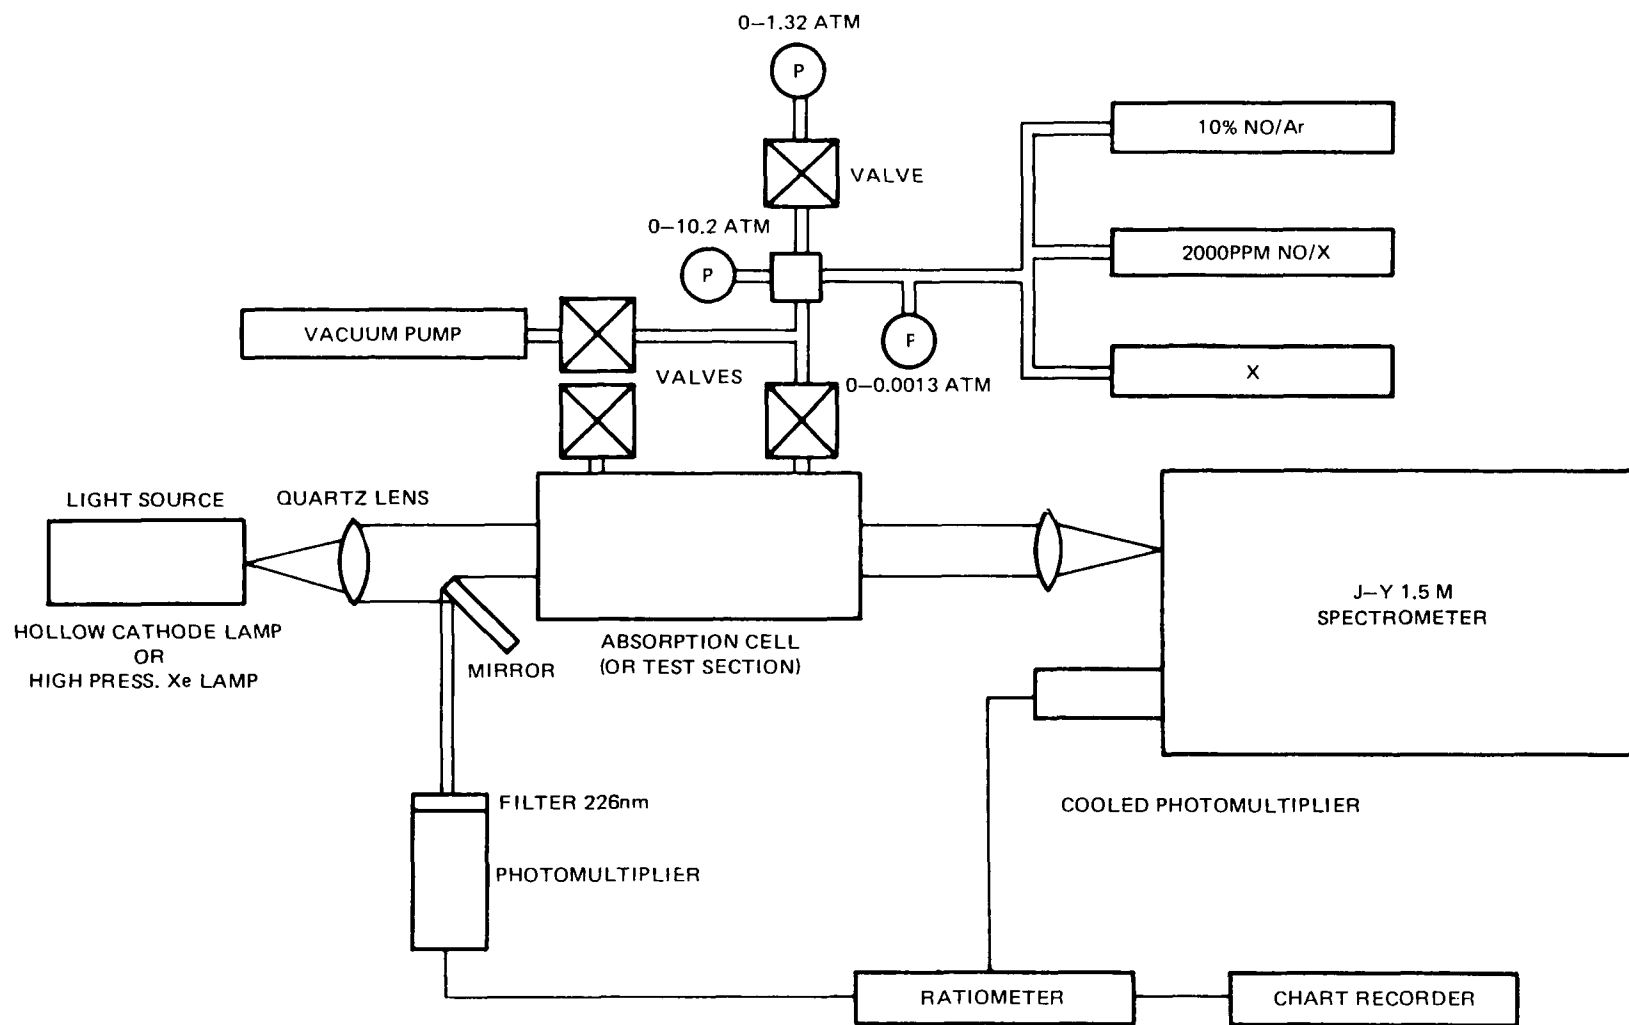 0–1.32 ATM
P
10% NO/Ar
VALVE
0–10.2 ATM
P
2000PPM NO/X
VACUUM PUMP
P
VALVES
0–0.0013 ATM
X
LIGHT SOURCE
QUARTZ LENS
J–Y 1.5 M
SPECTROMETER
HOLLOW CATHODE LAMP
OR
HIGH PRESS. Xe LAMP
MIRROR
ABSORPTION CELL
(OR TEST SECTION)
FILTER 226nm
COOLED PHOTOMULTIPLIER
PHOTOMULTIPLIER
RATIOMETER
CHART RECORDER